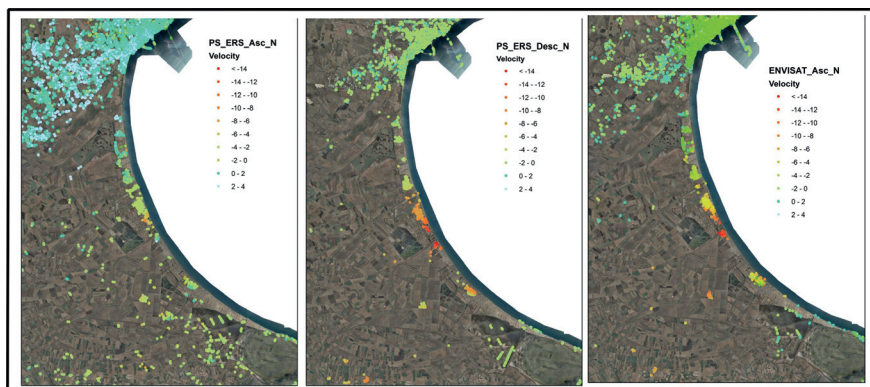 PS_ERS_Asc_N
Velocity
< -14
-14 - -12
-12 - -10
-10 - -8
-8 - -6
-6 - -4
-4 - -2
-2 - 0
0 - 2
2 - 4
PS_ERS_Desc_N
Velocity
< -14
-14 - -12
-12 - -10
-10 - -8
-8 - -6
-6 - -4
-4 - -2
-2 - 0
0 - 2
2 - 4
ENVISAT_Asc_N
Velocity
< -14
-14 - -12
-12 - -10
-10 - -8
-8 - -6
-6 - -4
-4 - -2
-2 - 0
0 - 2
2 - 4